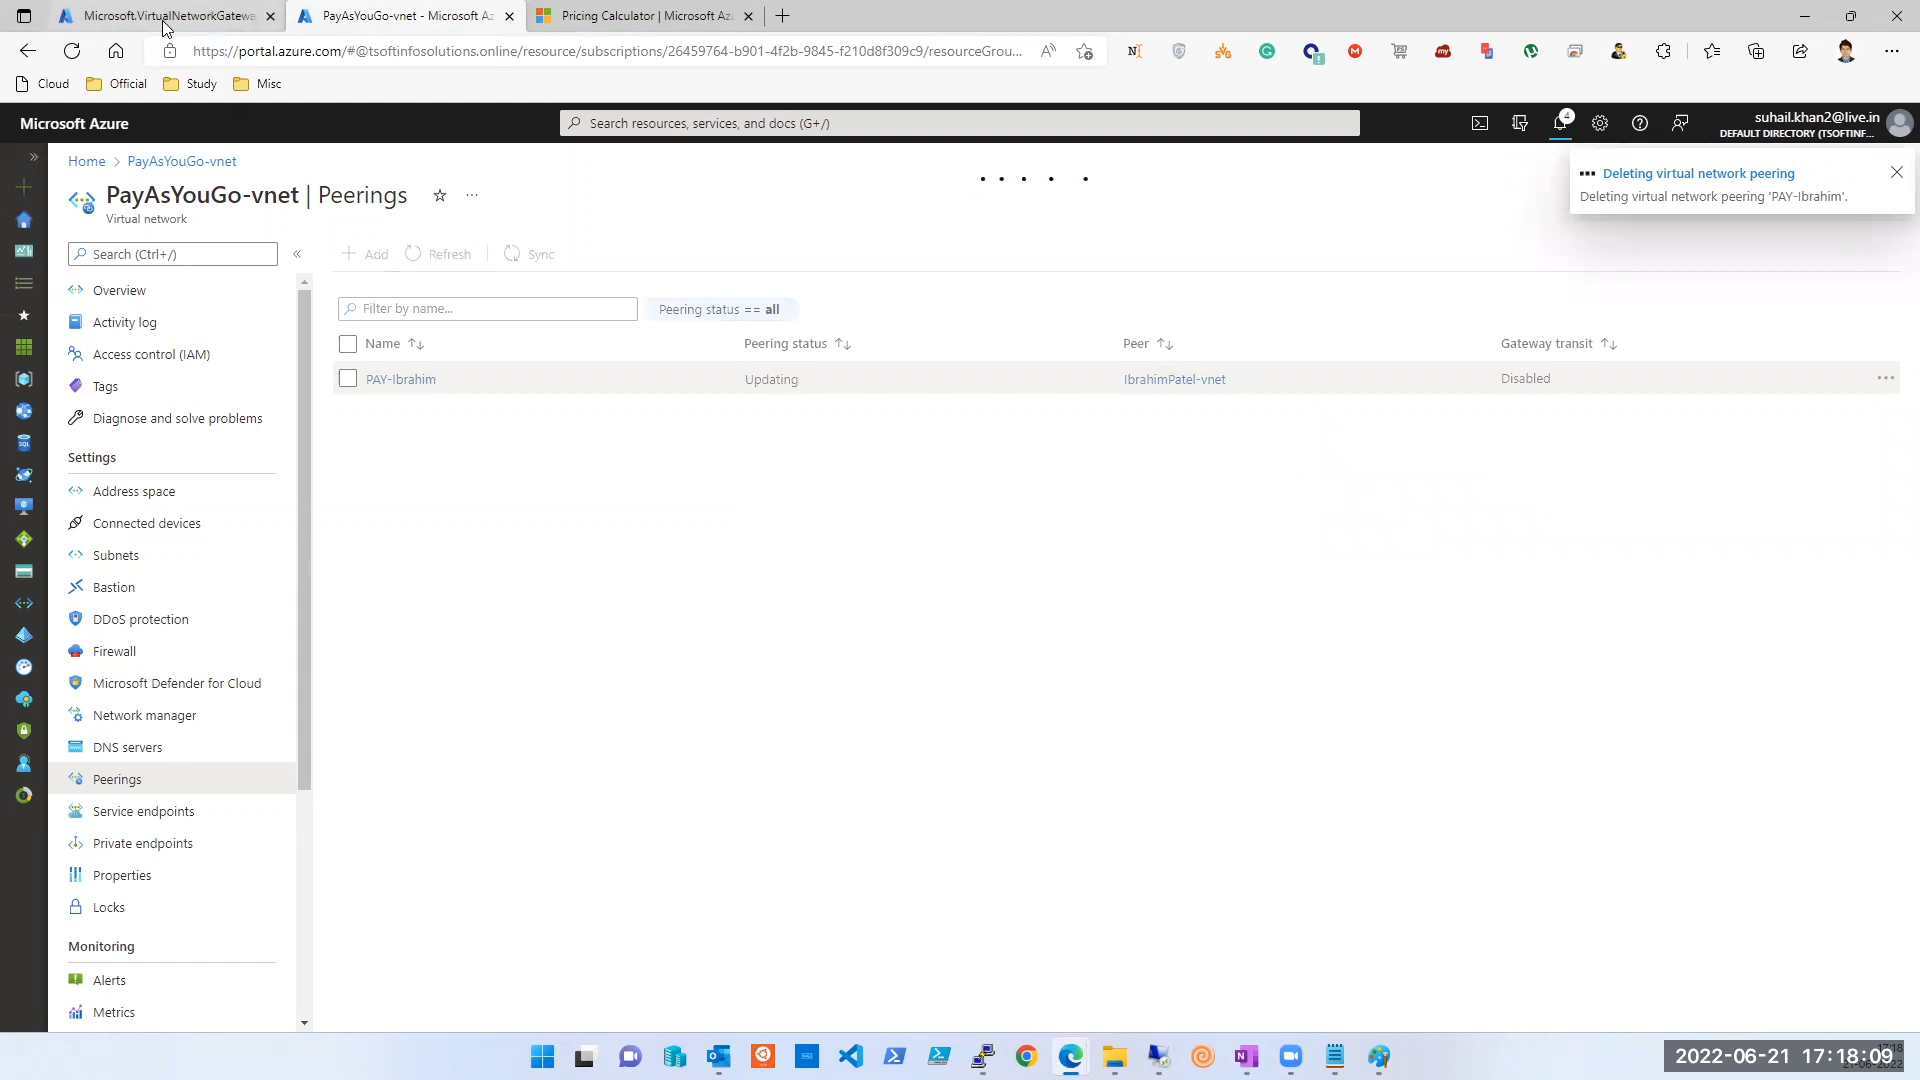 Microsoft.VirtualNetworkGatewa
PayAsYouGo-vnet - Microsoft Az
Pricing Calculator | Microsoft Azu
https://portal.azure.com/#@tsoftinfosolutions.online/resource/subscriptions/26459764-b901-4f2b-9845-f210d8f309c9/resourceGrou...
Cloud Official Study Misc
Microsoft Azure
Search resources, services, and docs (G+/)
4
suhail.khan2@live.in
DEFAULT DIRECTORY (TSOFTINF...
Home > PayAsYouGo-vnet
PayAsYouGo-vnet | Peerings
Virtual network
Deleting virtual network peering
Deleting virtual network peering 'PAY-Ibrahim'.
Search (Ctrl+/)
Add Refresh Sync
Overview
Activity log
Access control (IAM)
Tags
Diagnose and solve problems
Settings
Address space
Connected devices
Subnets
Bastion
DDoS protection
Firewall
Microsoft Defender for Cloud
Network manager
DNS servers
Peerings
Service endpoints
Private endpoints
Properties
Locks
Monitoring
Alerts
Metrics
Filter by name...
Peering status == all
Name Peering status Peer Gateway transit
PAY-Ibrahim Updating IbrahimPatel-vnet Disabled
2022-06-21 17:18:09